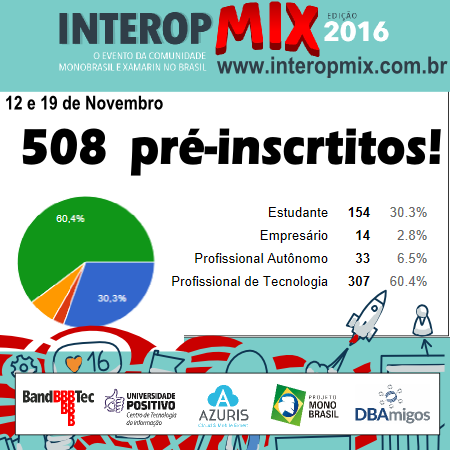 INTEROP MIX EDIÇÃO 2016
O EVENTO DA COMUNIDADE
MONOBRASIL E XAMARIN NO BRASIL
www.interopmix.com.br
12 e 19 de Novembro
508 pré-inscrtitos!
60,4%
30,3%
Estudante 154 30.3%
Empresário 14 2.8%
Profissional Autônomo 33 6.5%
Profissional de Tecnologia 307 60.4%
16
BandBBBTec
B
B
UNIVERSIDADE
POSITIVO
Centro de Tecnologia
da Informação
AZURIS
PROJETO
MONO
BRASIL
DBAmigos